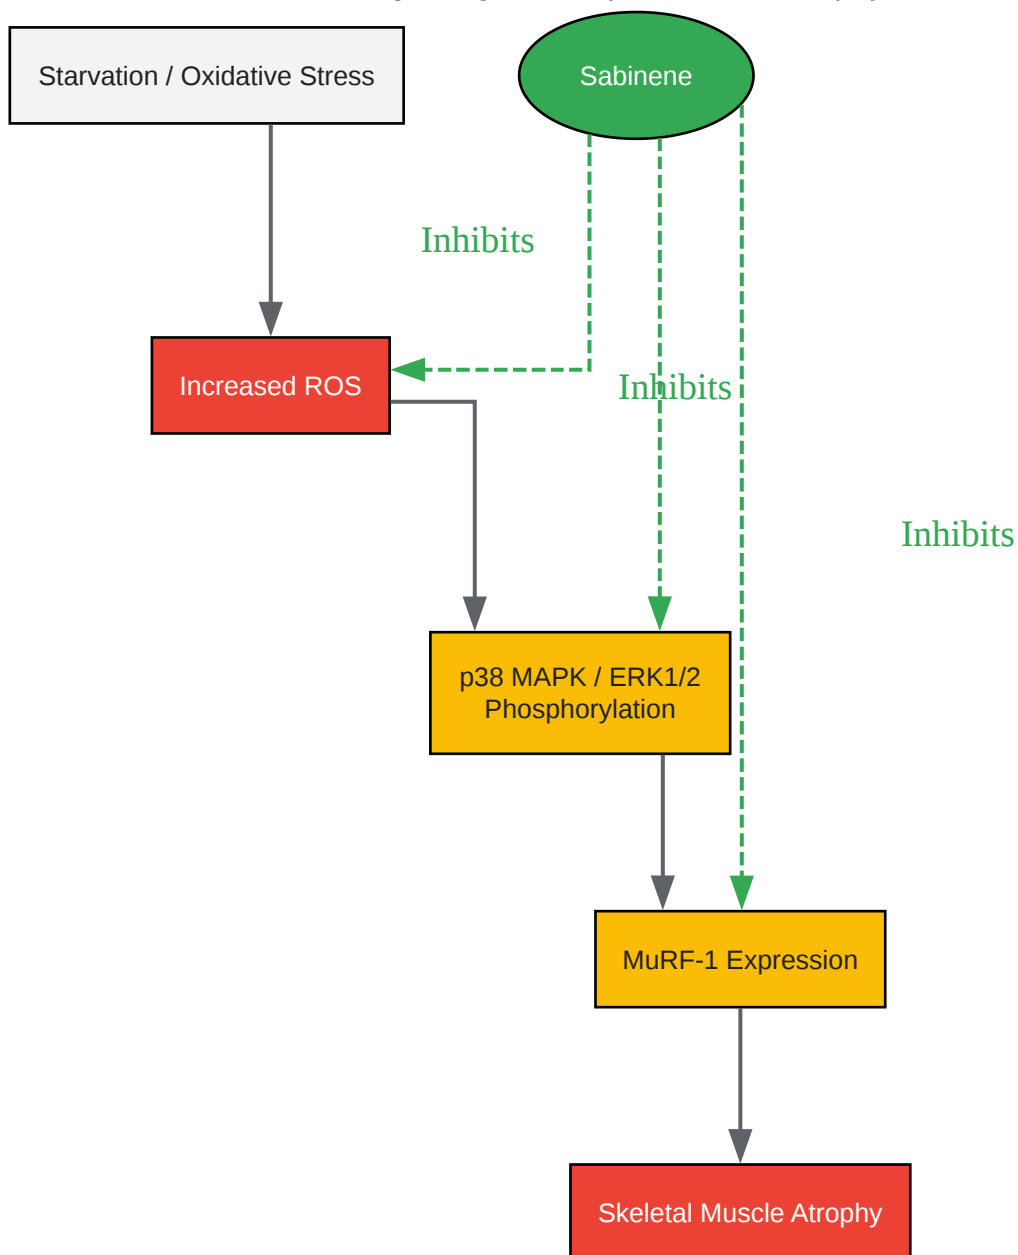 Starvation / Oxidative Stress
Sabinene
Inhibits
Increased ROS
Inhibits
Inhibits
p38 MAPK / ERK1/2
Phosphorylation
MuRF-1 Expression
Skeletal Muscle Atrophy